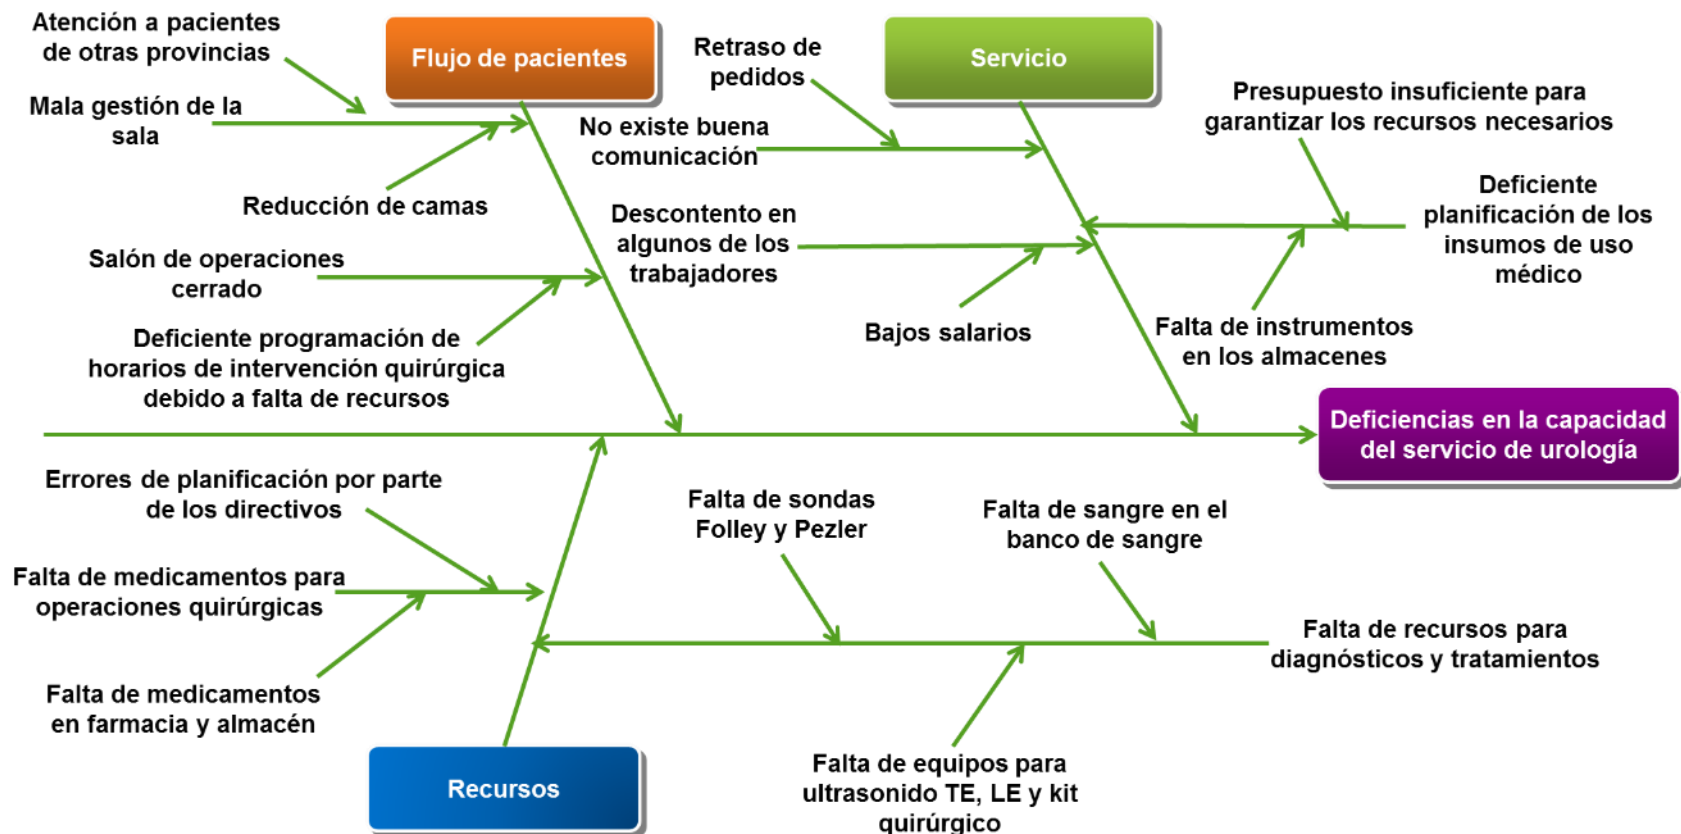 Atención a pacientes
de otras provincias
Flujo de pacientes
Retraso de
pedidos
Servicio
Mala gestión de la
sala
No existe buena
comunicación
Presupuesto insuficiente para
garantizar los recursos necesarios
Reducción de camas
Descontento en
algunos de los
trabajadores
Deficiente
planificación de los
insumos de uso
médico
Salón de operaciones
cerrado
Bajos salarios
Falta de instrumentos
en los almacenes
Deficiente programación de
horarios de intervención quirúrgica
debido a falta de recursos
Deficiencias en la capacidad
del servicio de urología
Errores de planificación por parte
de los directivos
Falta de sondas
Folley y Pezler
Falta de sangre en el
banco de sangre
Falta de medicamentos para
operaciones quirúrgicas
Falta de recursos para
diagnósticos y tratamientos
Falta de medicamentos
en farmacia y almacén
Recursos
Falta de equipos para
ultrasonido TE, LE y kit
quirúrgico